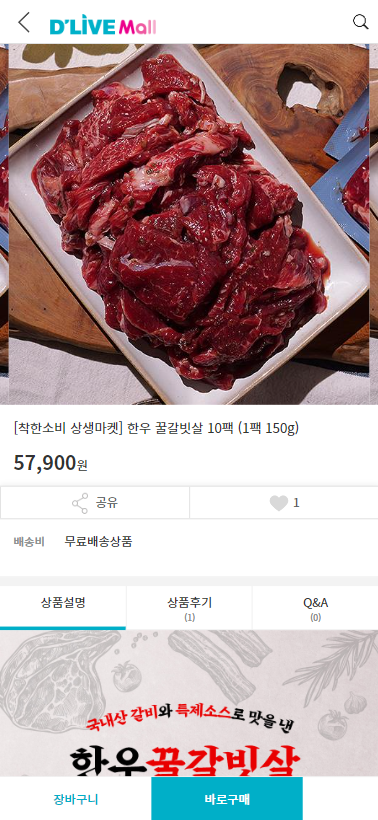 D'LIVE Mall
[착한소비 상생마켓] 한우 꿀갈빗살 10팩 (1팩 150g)
57,900원
공유
1
배송비 무료배송상품
상품설명 상품후기 Q&A
(1) (0)
국내산 갈비와 특제소스로 맛을 낸
한우꿀갈빗살
장바구니 바로구매